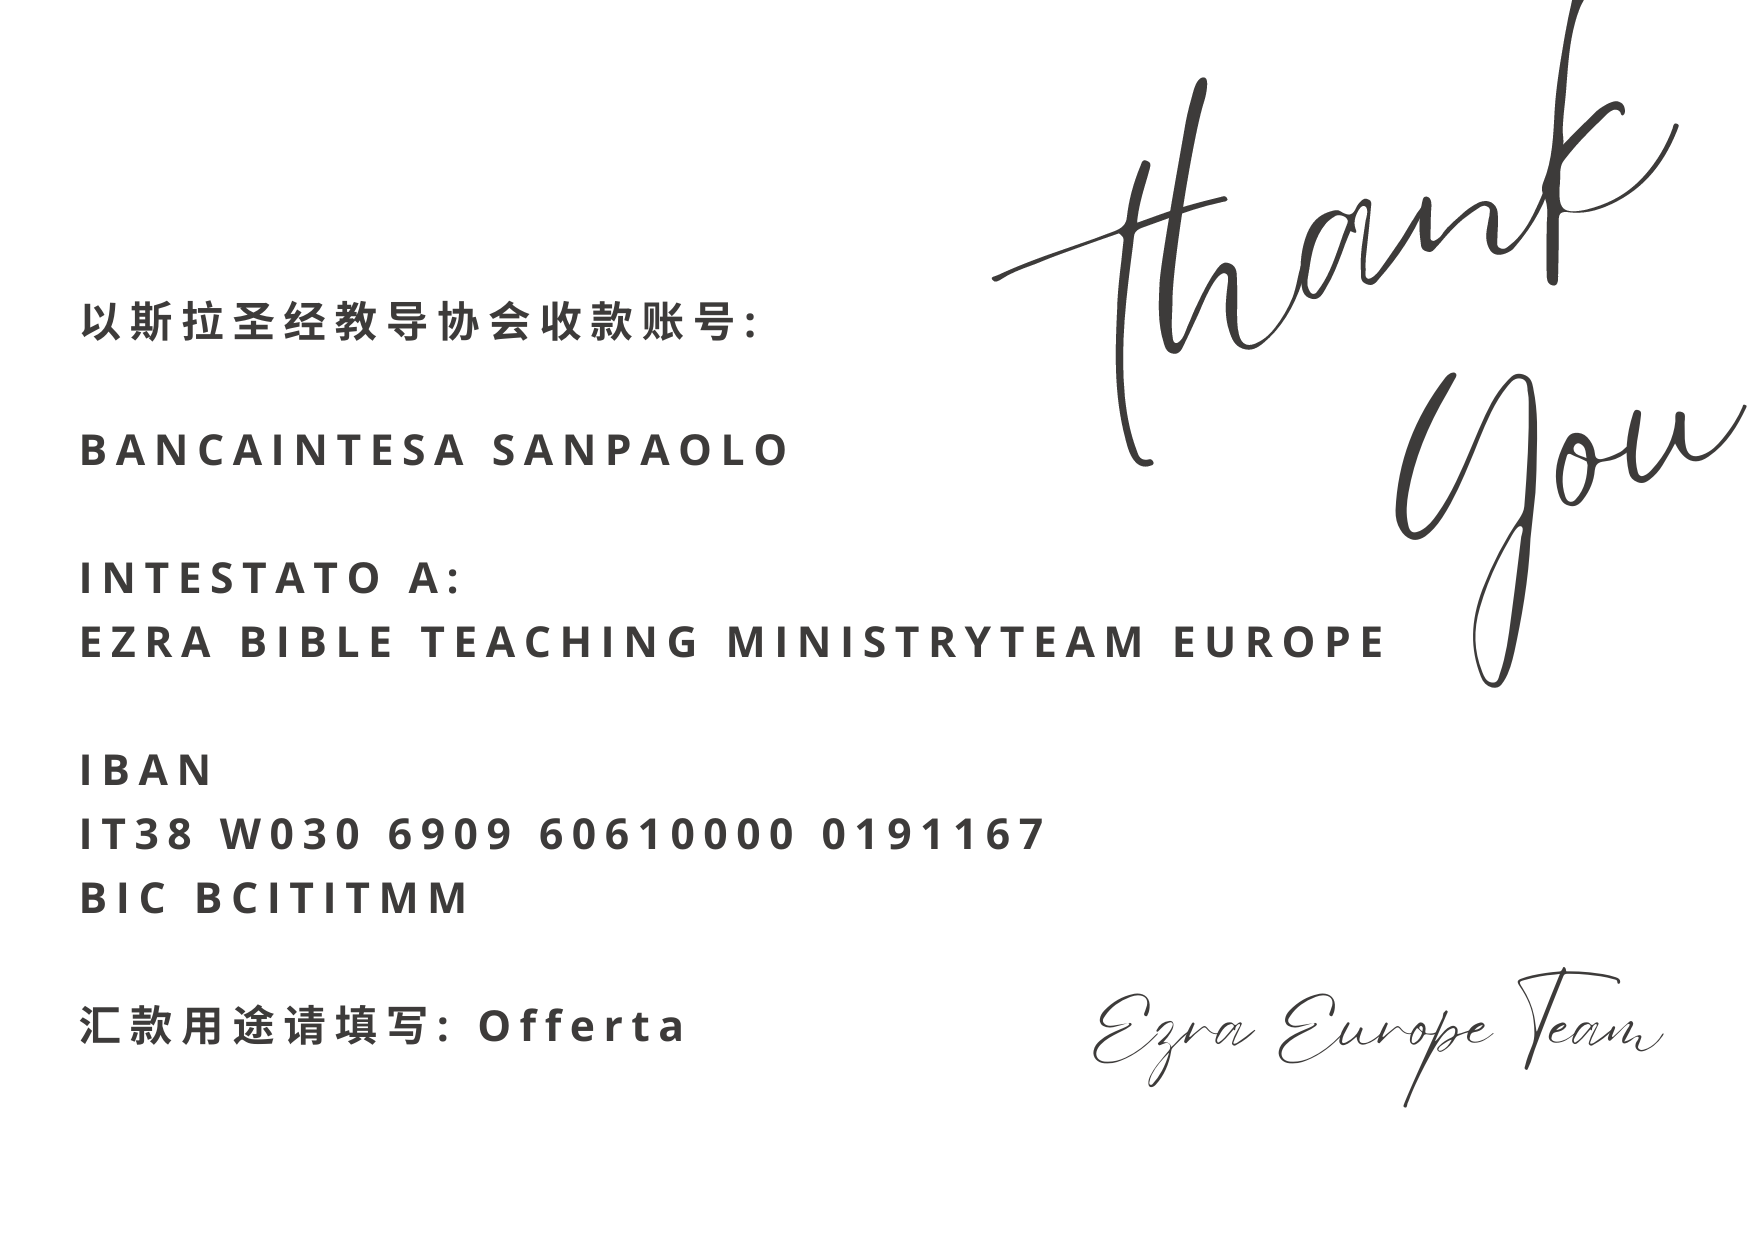 thank
you
以斯拉圣经教导协会收款账号:
BANCAINTESA SANPAOLO
INTESTATO A:
EZRA BIBLE TEACHING MINISTRYTEAM EUROPE
IBAN
IT38 W030 6909 60610000 0191167
BIC BCITITMM
汇款用途请填写: Offerta
Ezra Europe Team